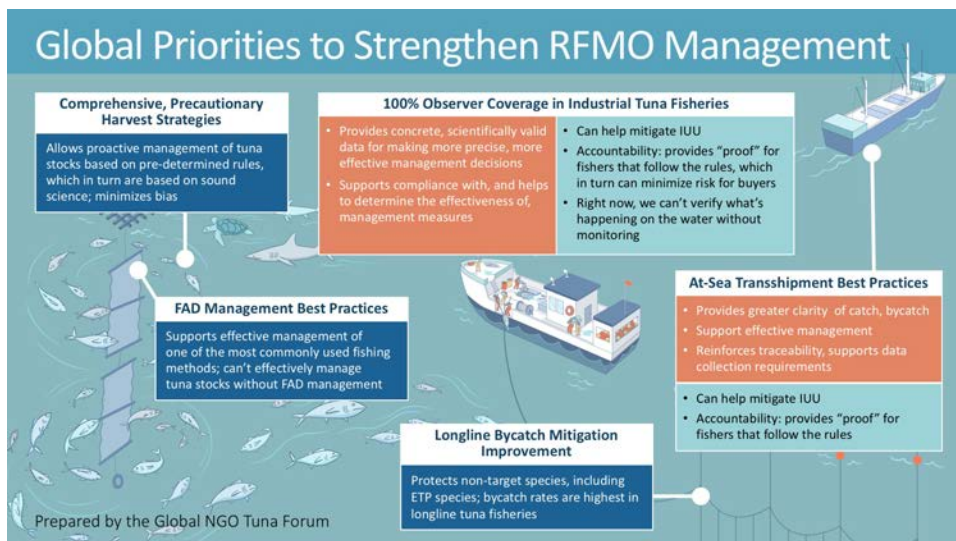 Global Priorities to Strengthen RFMO Management
Comprehensive, Precautionary
Harvest Strategies
Allows proactive management of tuna
stocks based on pre-determined rules,
which in turn are based on sound
science; minimizes bias
100% Observer Coverage in Industrial Tuna Fisheries
• Provides concrete, scientifically valid
data for making more precise, more
effective management decisions
• Supports compliance with, and helps
to determine the effectiveness of,
management measures
• Can help mitigate IUU
• Accountability: provides “proof” for
fishers that follow the rules, which
in turn can minimize risk for buyers
• Right now, we can’t verify what’s
happening on the water without
monitoring
FAD Management Best Practices
Supports effective management of
one of the most commonly used fishing
methods; can’t effectively manage
tuna stocks without FAD management
At-Sea Transshipment Best Practices
• Provides greater clarity of catch, bycatch
• Support effective management
• Reinforces traceability, supports data
collection requirements
• Can help mitigate IUU
• Accountability: provides “proof” for
fishers that follow the rules
Longline Bycatch Mitigation
Improvement
Protects non-target species, including
ETP species; bycatch rates are highest in
longline tuna fisheries
Prepared by the Global NGO Tuna Forum